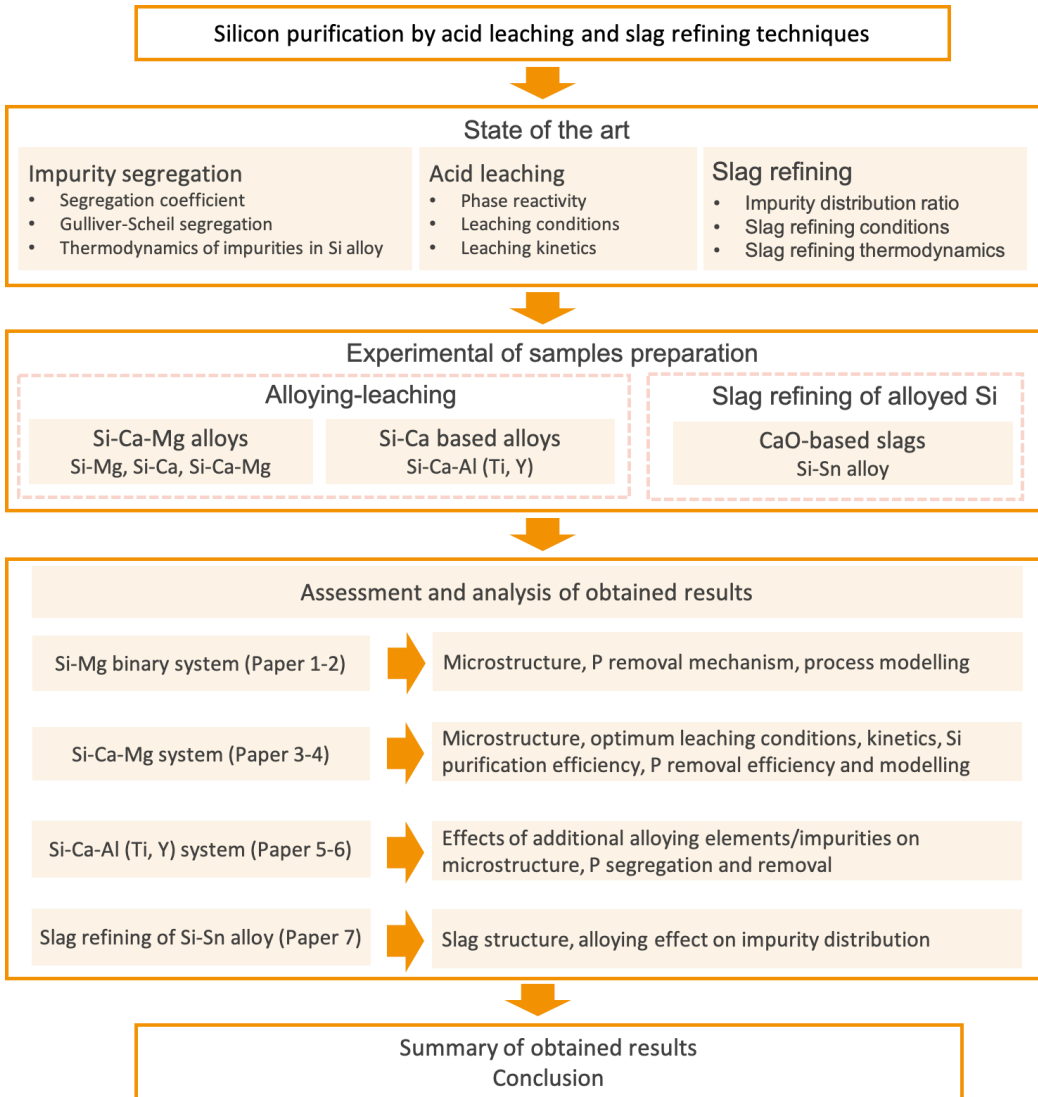 Silicon purification by acid leaching and slag refining techniques
State of the art
Impurity segregation
• Segregation coefficient
• Gulliver-Scheil segregation
• Thermodynamics of impurities in Si alloy
Acid leaching
• Phase reactivity
• Leaching conditions
• Leaching kinetics
Slag refining
• Impurity distribution ratio
• Slag refining conditions
• Slag refining thermodynamics
Experimental of samples preparation
Alloying-leaching
Si-Ca-Mg alloys
Si-Mg, Si-Ca, Si-Ca-Mg
Si-Ca based alloys
Si-Ca-Al (Ti, Y)
Slag refining of alloyed Si
CaO-based slags
Si-Sn alloy
Assessment and analysis of obtained results
Si-Mg binary system (Paper 1-2)
Microstructure, P removal mechanism, process modelling
Si-Ca-Mg system (Paper 3-4)
Microstructure, optimum leaching conditions, kinetics, Si
purification efficiency, P removal efficiency and modelling
Si-Ca-Al (Ti, Y) system (Paper 5-6)
Effects of additional alloying elements/impurities on
microstructure, P segregation and removal
Slag refining of Si-Sn alloy (Paper 7)
Slag structure, alloying effect on impurity distribution
Summary of obtained results
Conclusion